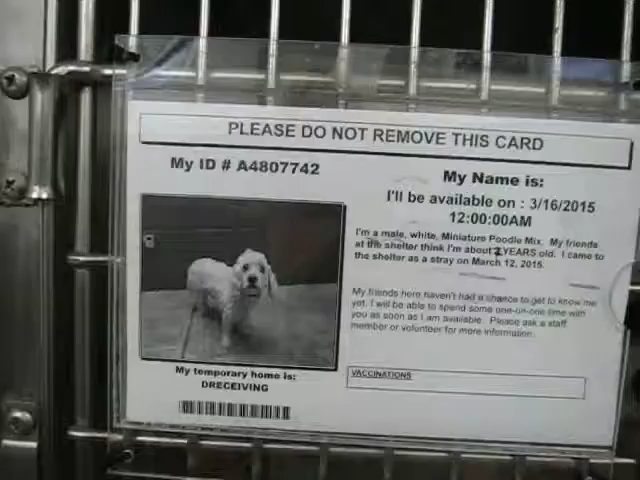 PLEASE DO NOT REMOVE THIS CARD
My ID # A4807742
My Name is:
I'll be available on : 3/16/2015
12:00:00AM
I'm a male, white, Miniature Poodle Mix. My friends
at the shelter think I'm about 2 YEARS old. I came to
the shelter as a stray on March 12, 2015.
My friends here haven't had a chance to get to know me
yet. I will be able to spend some one-on-one time with
you as soon as I am available. Please ask a staff
member or volunteer for more information.
My temporary home is:
DRECEIVING
VACCINATIONS